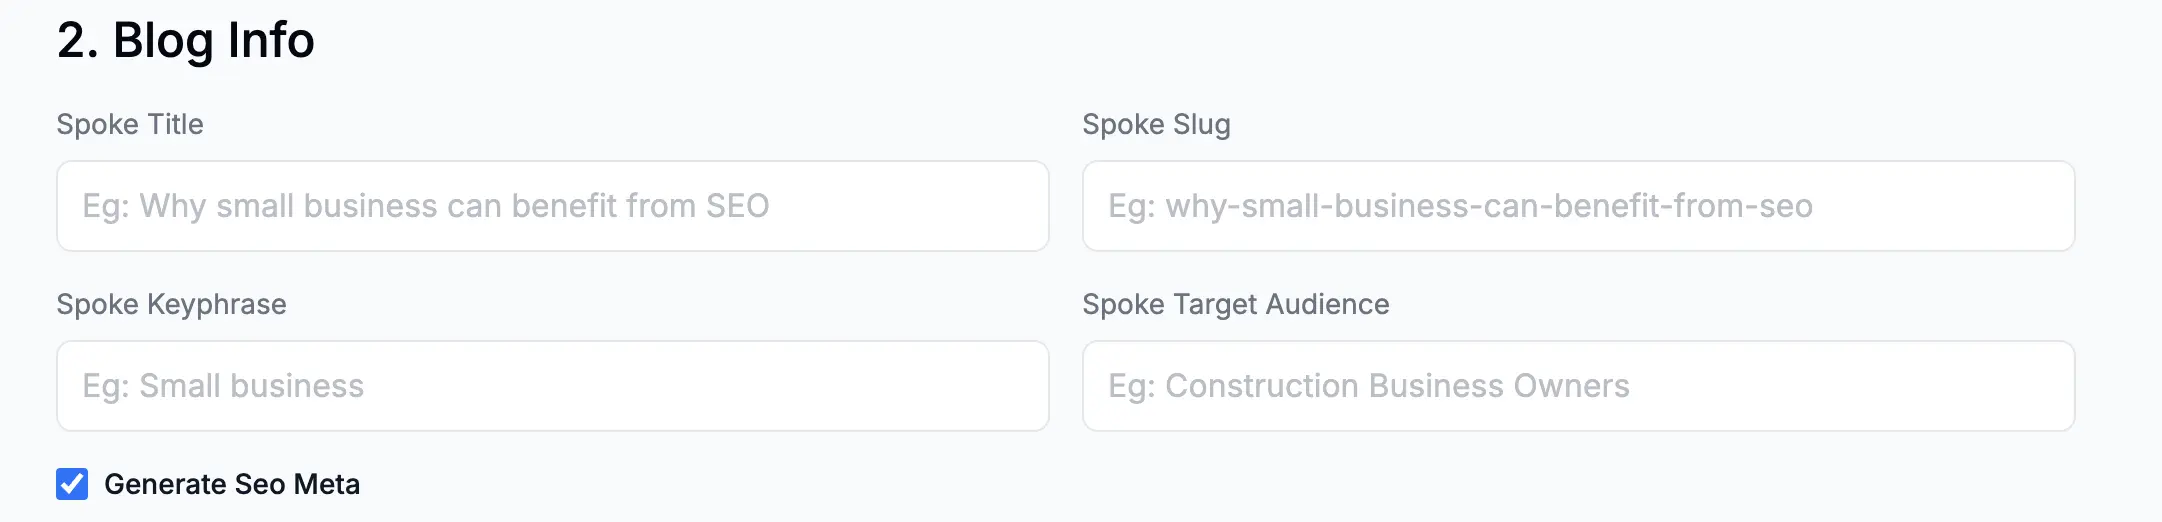 2. Blog Info
Spoke Title
Spoke Slug
Eg: Why small business can benefit from SEO
Eg: why-small-business-can-benefit-from-seo
Spoke Keyphrase
Spoke Target Audience
Eg: Small business
Eg: Construction Business Owners
Generate Seo Meta